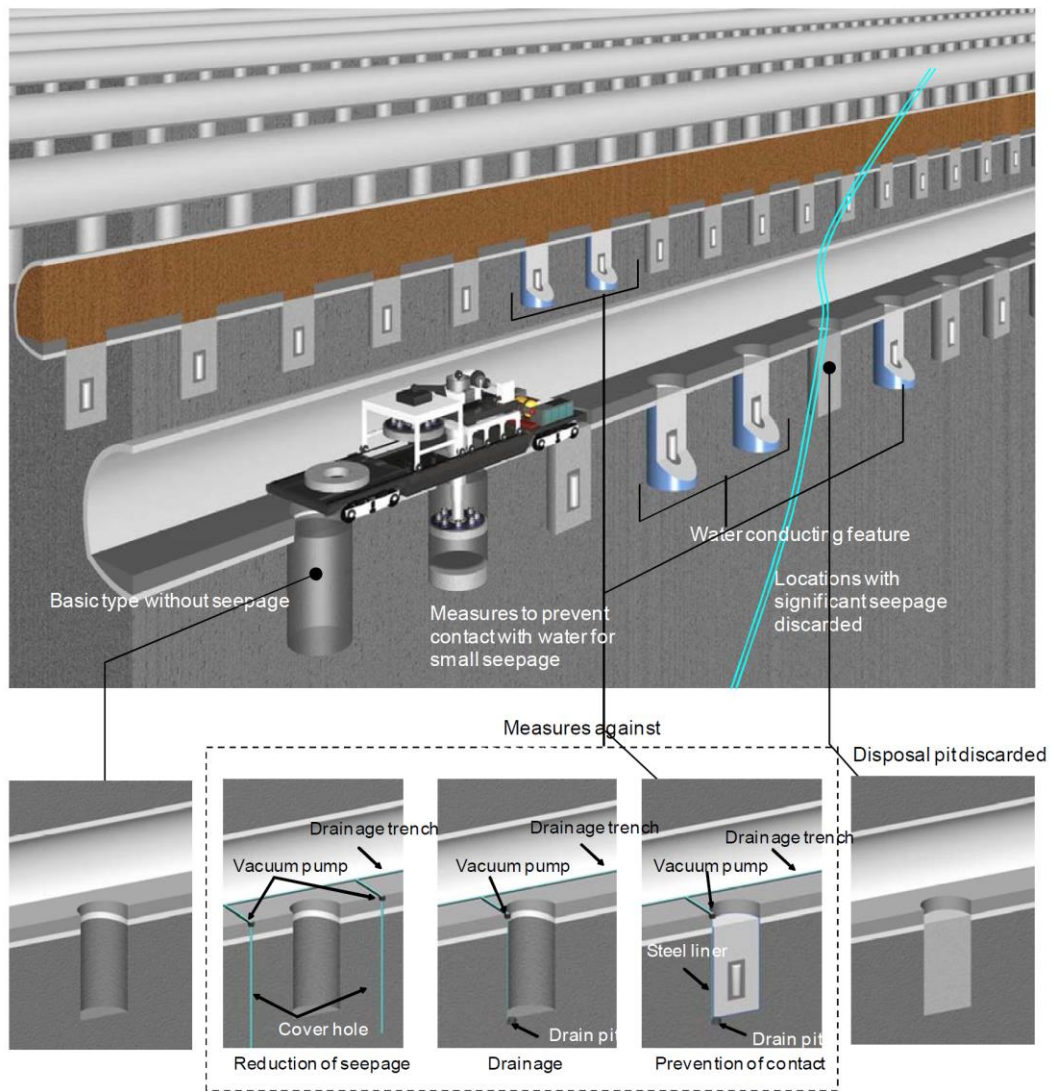 Basic type without seepage
Measures to prevent
contact with water for
small seepage
Water conducting feature
Locations with
significant seepage
discarded
Measures against
Disposal pit discarded
Drainage trench
Vacuum pump
Cover hole
Reduction of seepage
Drainage trench
Vacuum pump
Drain pit
Drainage
Drainage trench
Vacuum pump
Steel liner
Drain pit
Prevention of contact